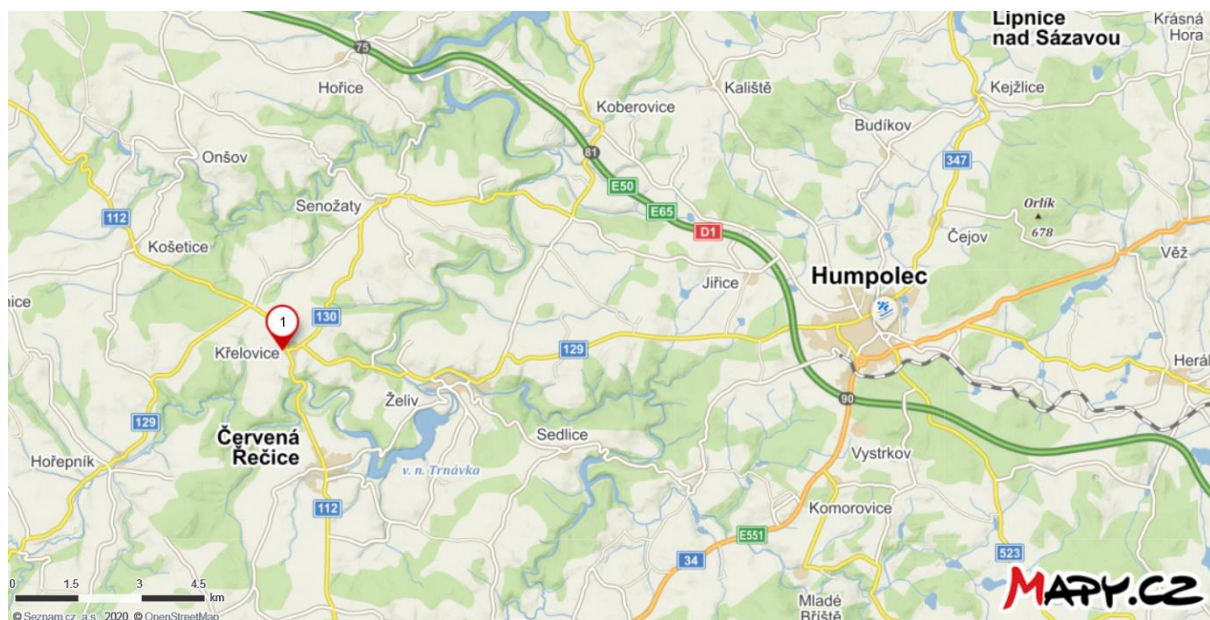 Lipnice
nad Sázavou
Krásná
Hora
75
Hořice
Kaliště
Kejžlice
Koberovice
Budíkov
Onšov
81
347
E50
Senožaty
E65
Orlík
678
112
D1
Čejov
Věž
Košetice
Jiřice
Humpolec
nice
1
130
Křelovice
129
Herál
Želiv
90
129
Červená
Řečice
Sedlice
Vystrkov
Hořepník
v. n. Trnávka
112
Komorovice
E551
34
523
0 1.5 3 4.5
km
Mladé
Bříště
MAPY.CZ
© Seznam.cz, a.s., 2020, © OpenStreetMap